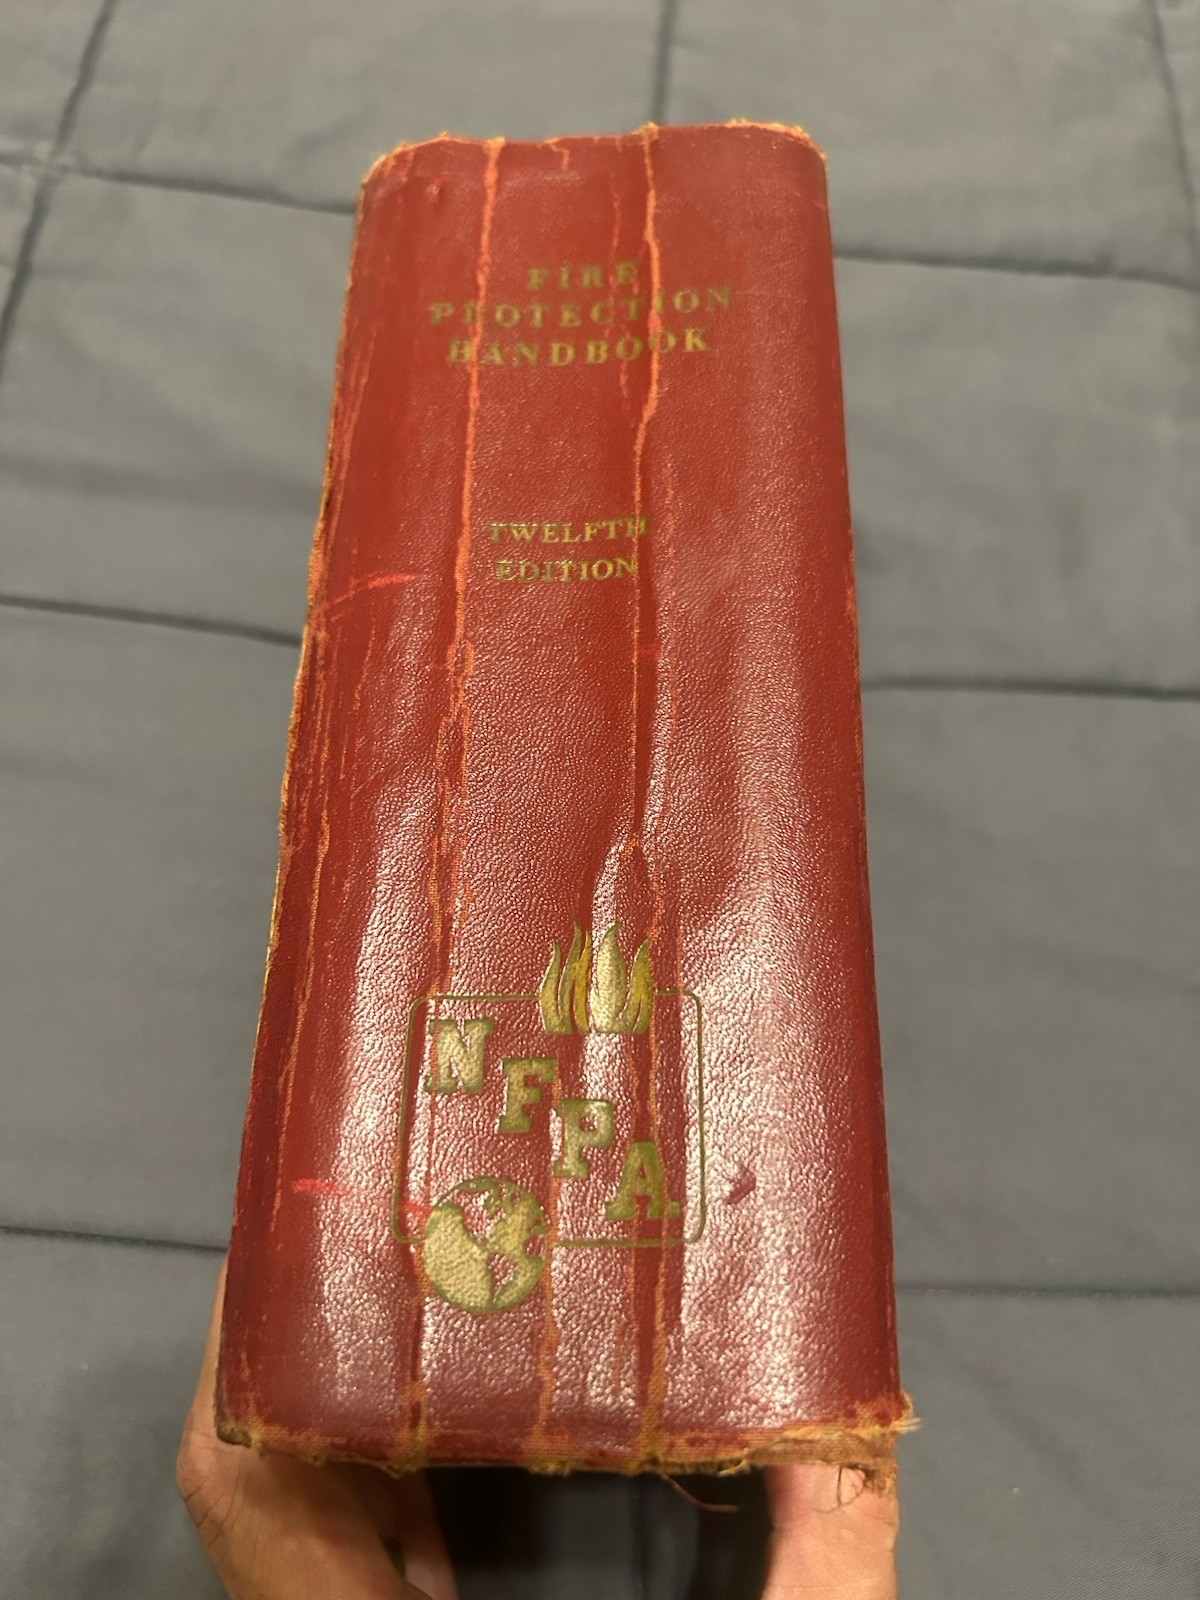 FIRE
PROTECTION
HANDBOOK
TWELFTH
EDITION
NFPA